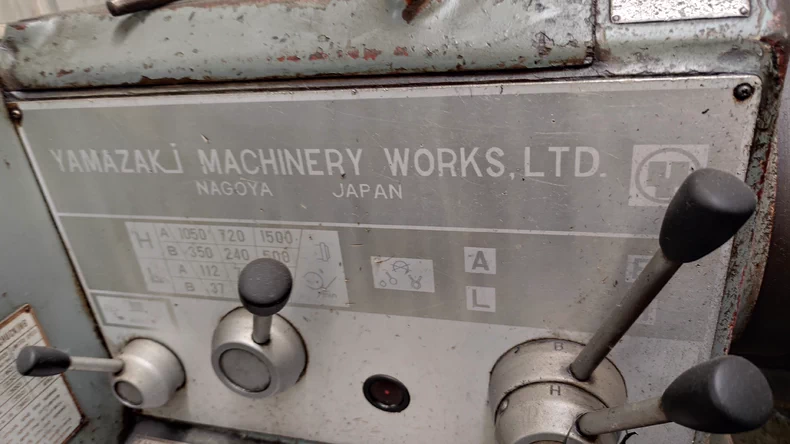 YAMAZAKI MACHINERY WORKS, LTD.
NAGOYA JAPAN
H A 1050 720 1500
B 350 240 500
L A 112
B 37
A
L
B
H